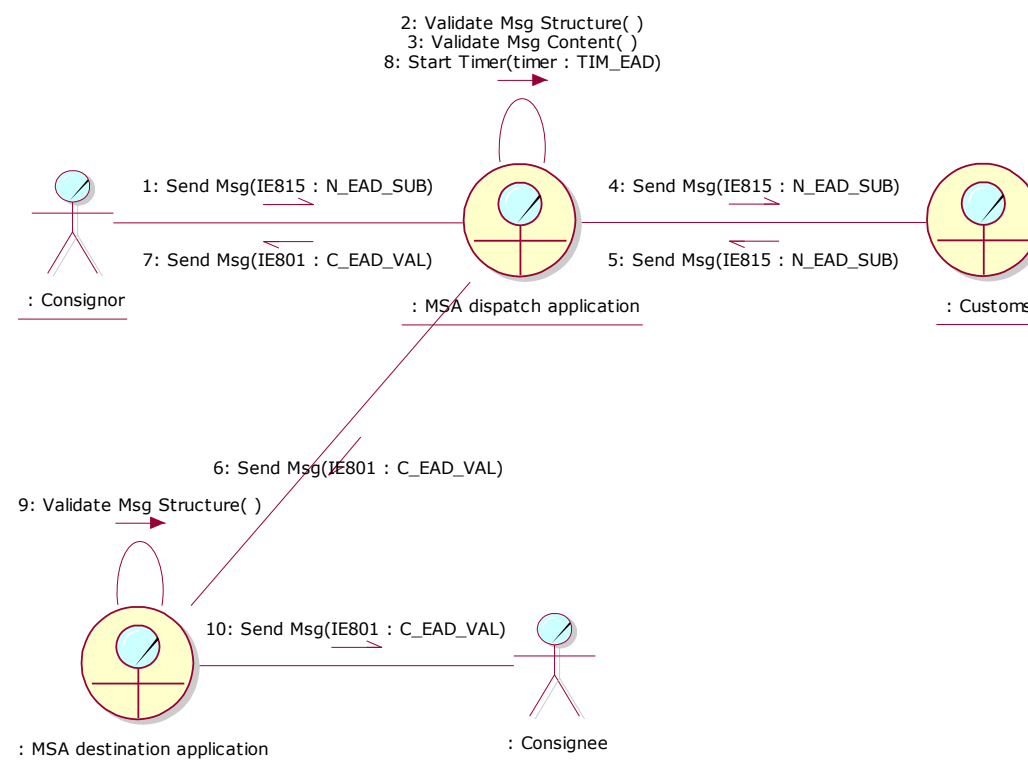 2: Validate Msg Structure( )
3: Validate Msg Content( )
8: Start Timer(timer : TIM_EAD)
1: Send Msg(IE815 : N_EAD_SUB)
4: Send Msg(IE815 : N_EAD_SUB)
7: Send Msg(IE801 : C_EAD_VAL)
5: Send Msg(IE815 : N_EAD_SUB)
: Consignor
: MSA dispatch application
: Customs
6: Send Msg(IE801 : C_EAD_VAL)
9: Validate Msg Structure( )
10: Send Msg(IE801 : C_EAD_VAL)
: MSA destination application
: Consignee